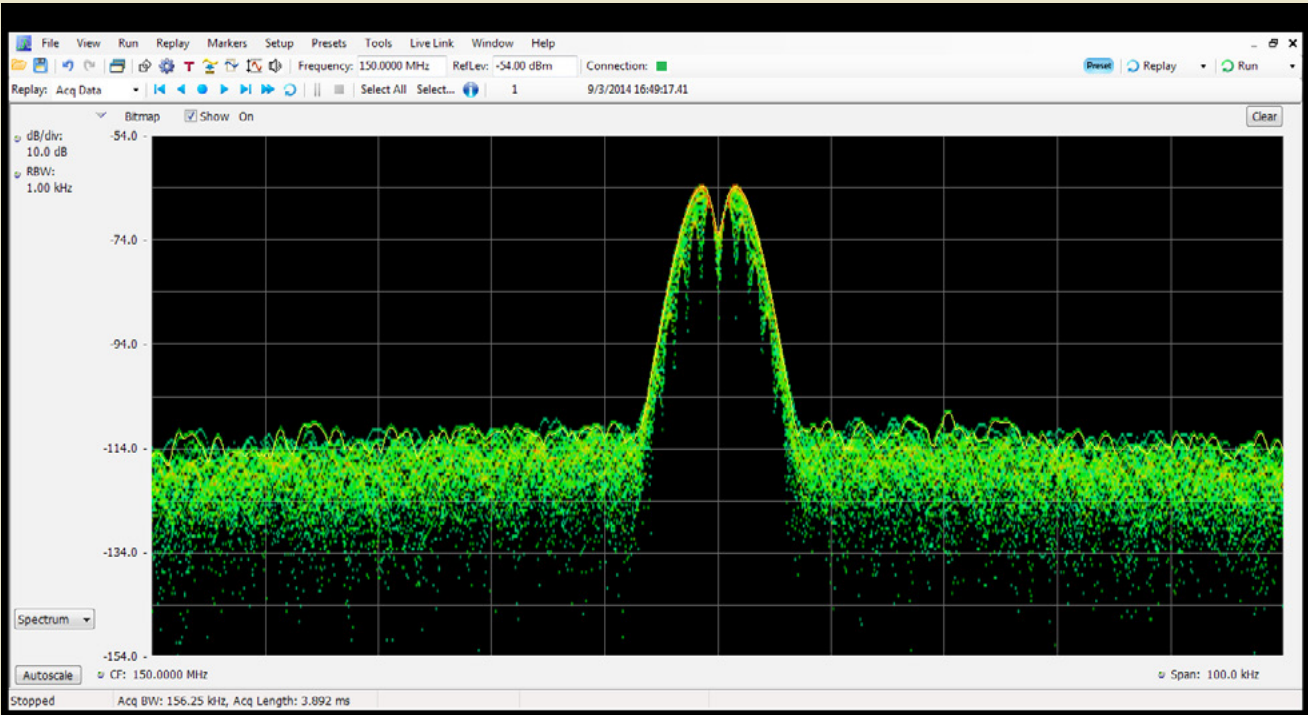 File View Run Replay Markers Setup Presets Tools Live Link Window Help
T Frequency: 150.0000 MHz RefLev: -54.00 dBm Connection: Preset Replay Run
Replay: Acq Data Select All Select... 1 9/3/2014 16:49:17.41
Bitmap Show On Clear
dB/div: -54.0
10.0 dB
RBW:
1.00 kHz
-74.0
-94.0
-114.0
-134.0
Spectrum
-154.0
Autoscale CF: 150.0000 MHz Span: 100.0 kHz
Stopped Acq BW: 156.25 kHz, Acq Length: 3.892 ms